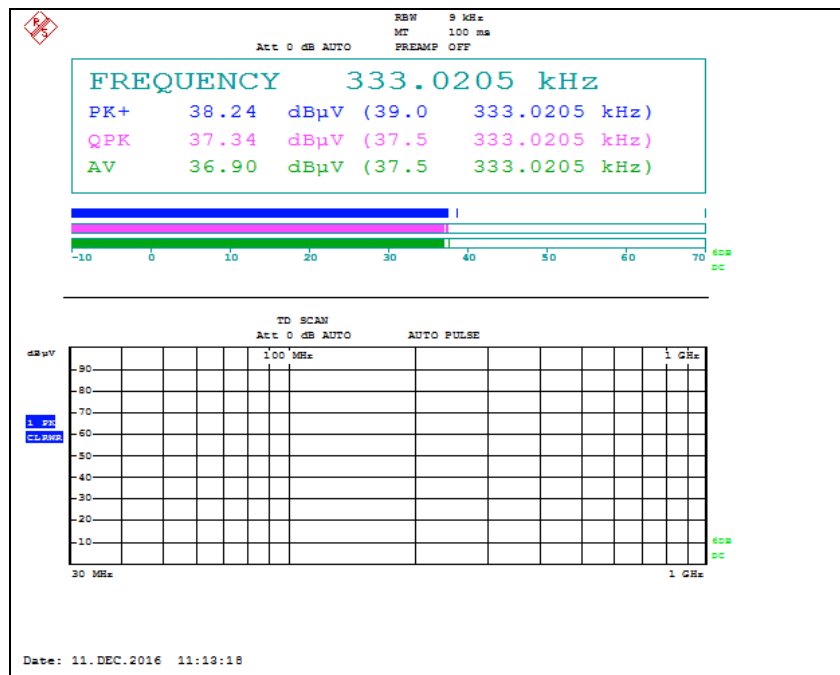 R S
RBW 9 kHz
MT 100 ms
Att 0 dB AUTO PREAMP OFF
FREQUENCY 333.0205 kHz
PK+ 38.24 dBµV (39.0 333.0205 kHz)
QPK 37.34 dBµV (37.5 333.0205 kHz)
AV 36.90 dBµV (37.5 333.0205 kHz)
-10 0 10 20 30 40 50 60 70
6DB
DC
TD SCAN
Att 0 dB AUTO AUTO PULSE
dBµV
100 MHz 1 GHz
90
80
70
1 PK
CLRWR
60
50
40
30
20
10
6DB
DC
30 MHz 1 GHz
Date: 11.DEC.2016 11:13:18